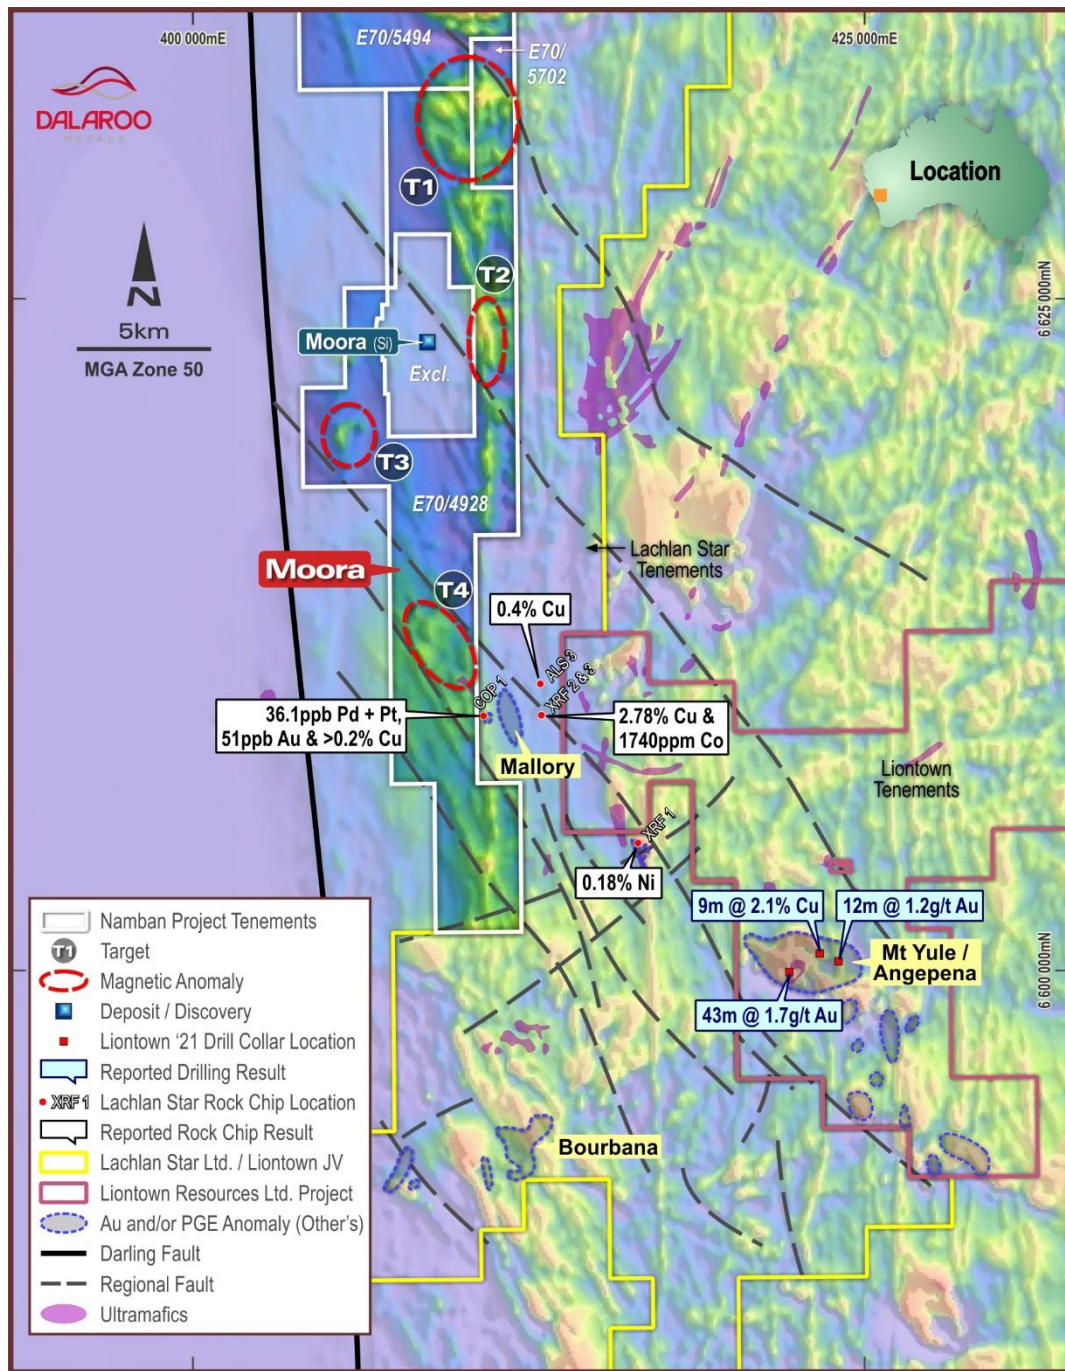 400 000mE
E70/5494
E70/
5702
425 000mE
DALAROO
METALS
Location
T1
N
5km
MGA Zone 50
T2
6 625 000mN
Moora (Si)
Excl.
T3
E70/4928
Lachlan Star
Tenements
Moora
T4
0.4% Cu
ALS 3
COP 1
XRF 2 & 3
36.1ppb Pd + Pt,
51ppb Au & >0.2% Cu
2.78% Cu &
1740ppm Co
Mallory
Liontown
Tenements
XRF 1
0.18% Ni
9m @ 2.1% Cu
12m @ 1.2g/t Au
Mt Yule /
Angepena
6 600 000mN
43m @ 1.7g/t Au
Bourbana
Namban Project Tenements
T1 Target
Magnetic Anomaly
Deposit / Discovery
Liontown ‘21 Drill Collar Location
Reported Drilling Result
XRF 1 Lachlan Star Rock Chip Location
Reported Rock Chip Result
Lachlan Star Ltd. / Liontown JV
Liontown Resources Ltd. Project
Au and/or PGE Anomaly (Other's)
Darling Fault
Regional Fault
Ultramafics